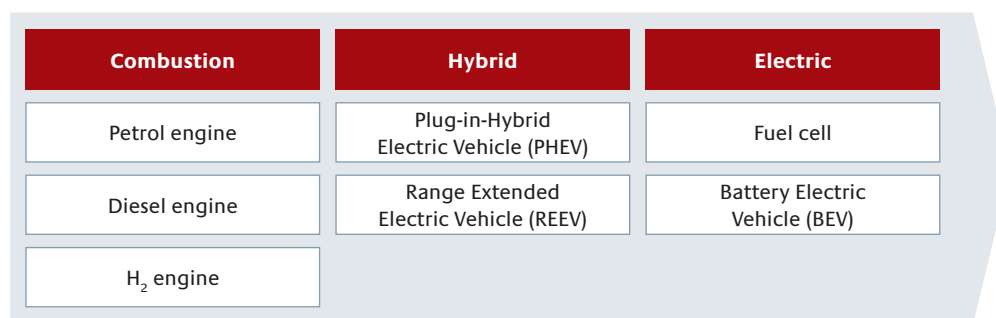 Combustion
Hybrid
Electric
Petrol engine
Plug-in-Hybrid
Electric Vehicle (PHEV)
Fuel cell
Diesel engine
Range Extended
Electric Vehicle (REEV)
Battery Electric
Vehicle (BEV)
H₂ engine